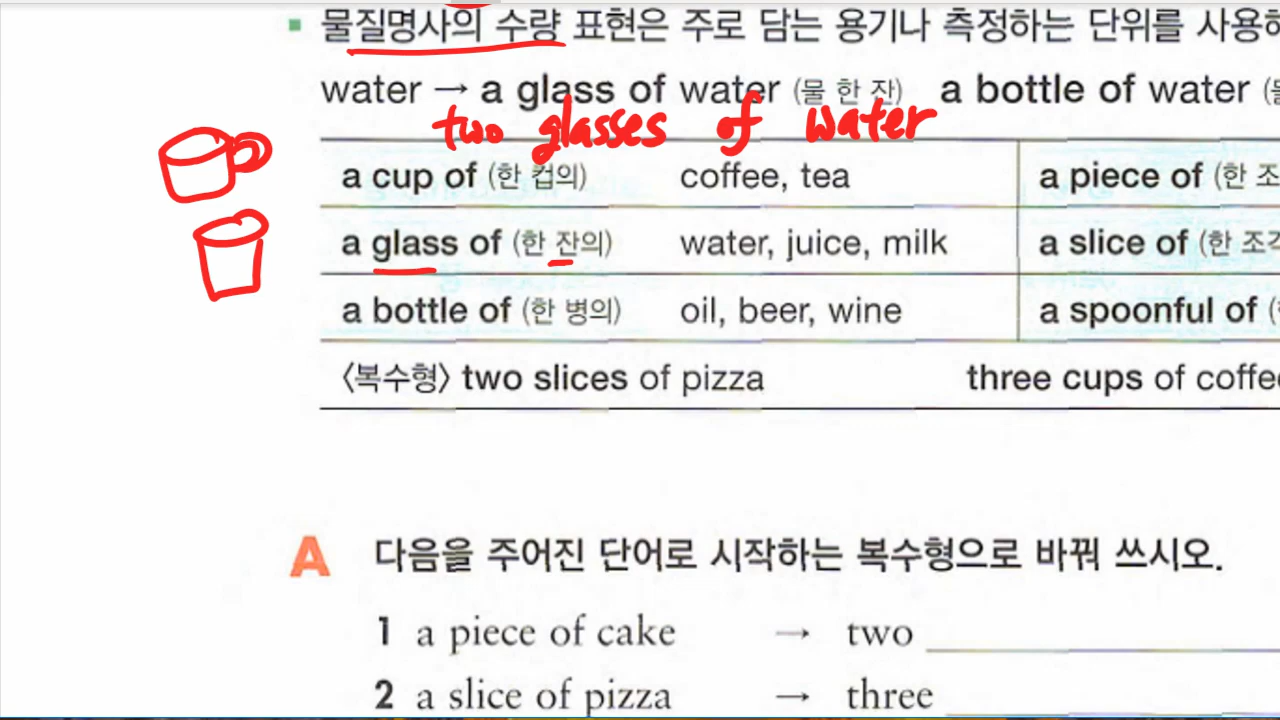 물질명사의 수량 표현은 주로 담는 용기나 측정하는 단위를 사용
water → a glass of water (물 한 잔) a bottle of water
two glasses of water
a cup of (한 컵의) coffee, tea a piece of (한 조
a glass of (한 잔의) water, juice, milk a slice of (한 조
a bottle of (한 병의) oil, beer, wine a spoonful of
〈복수형〉 two slices of pizza three cups of coffee
A 다음을 주어진 단어로 시작하는 복수형으로 바꿔 쓰시오.
1 a piece of cake → two
2 a slice of pizza → three